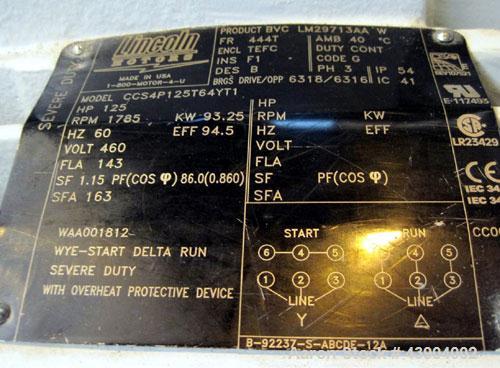 LINCOLN
MOTORS
MADE IN USA
1-800-MOTOR-4-U
SEVERE DUTY
PRODUCT BVC LM29713AA W
FR 444T AMB 40 °C
ENCL TEFC DUTY CONT
INS F1 CODE G
DES B PH 3 IP 54
BRGS DRIVE/OPP 6318/6316 IC 41
MODEL CCS4P125T64YT1
HP 125
RPM 1785 KW 93.25
HZ 60 EFF 94.5
VOLT 460
FLA 143
SF 1.15 PF(COS φ) 86.0(0.860)
SFA 163
HP
RPM KW
HZ EFF
VOLT
FLA
SF PF(COS φ)
SFA
E-117493
LR23429
IEC 34
IEC 34
WAA001812
WYE-START DELTA RUN
SEVERE DUTY
WITH OVERHEAT PROTECTIVE DEVICE
START RUN
6 4 5 4 5
1 2 3 1 2 3
LINE LINE
Y △
B-92237-S-ABCDE-12A